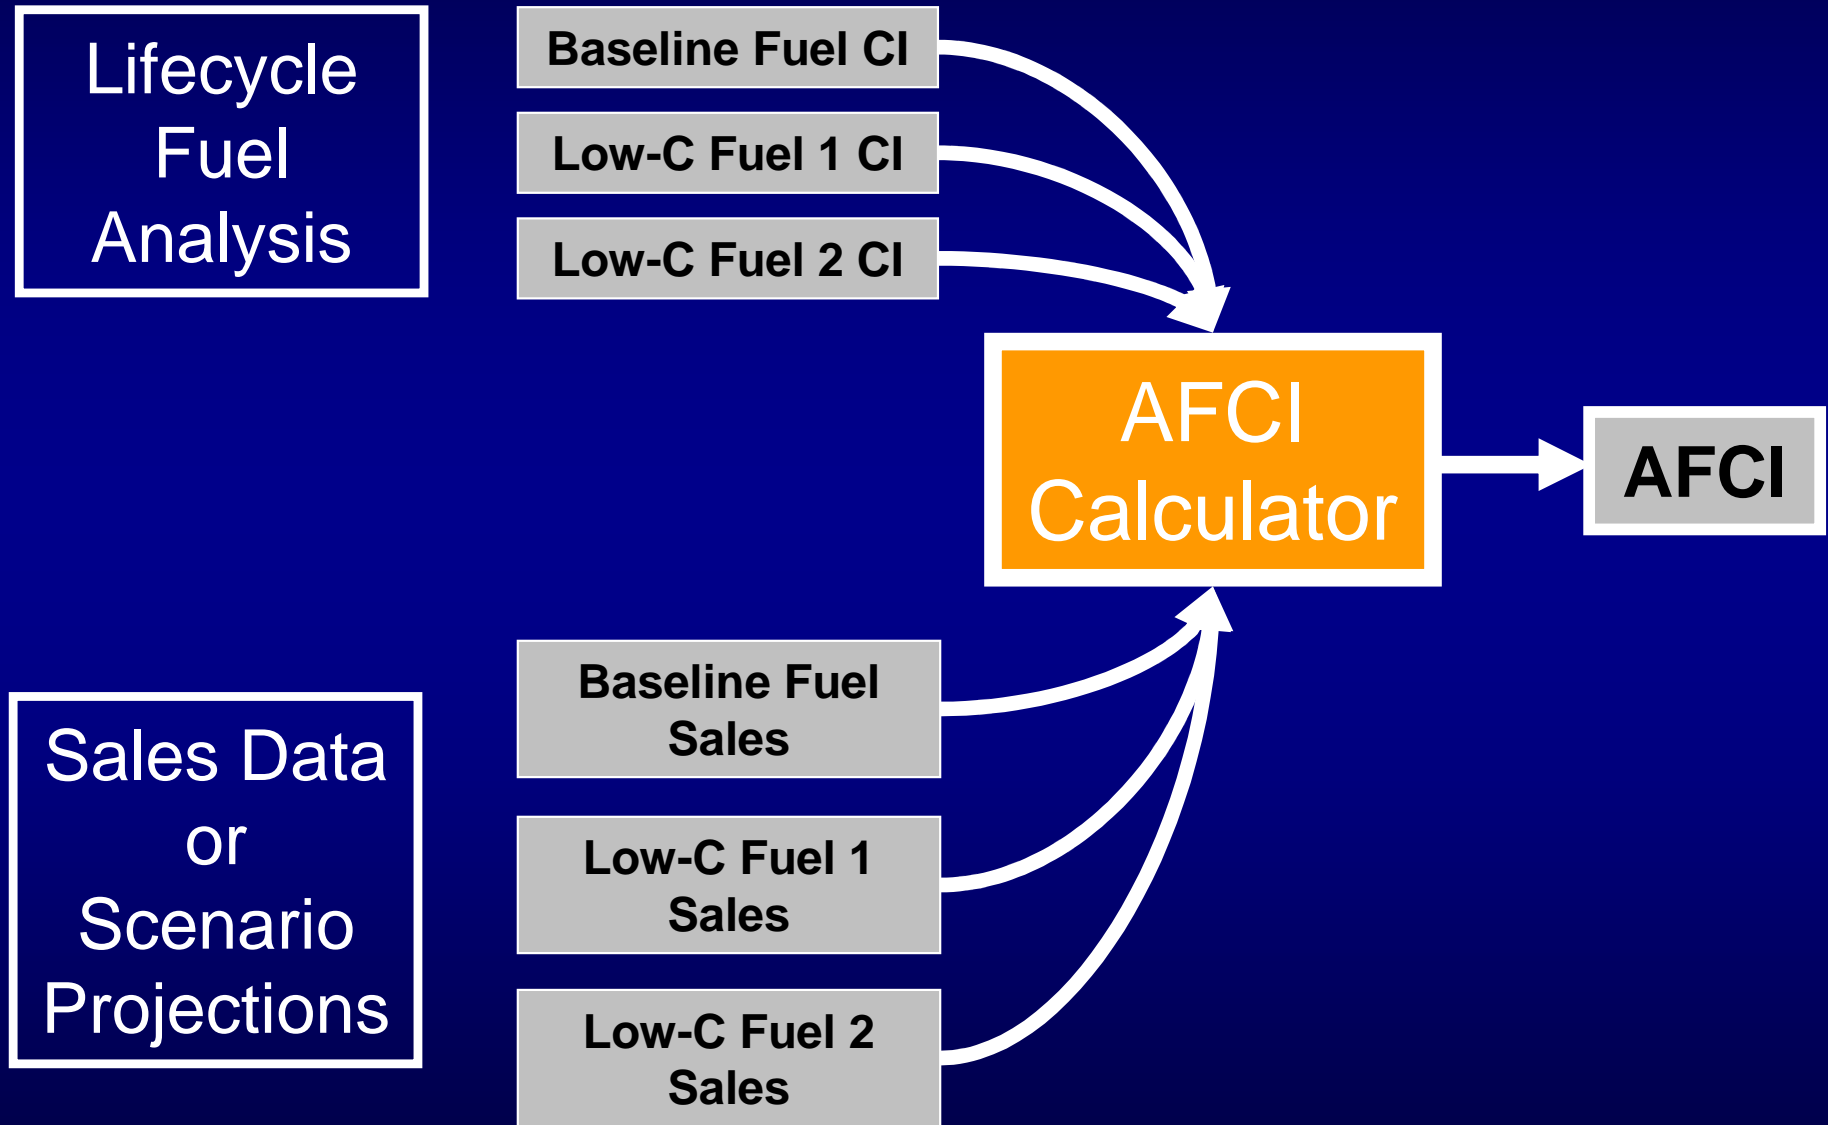 Lifecycle
Fuel
Analysis
Baseline Fuel CI
Low-C Fuel 1 CI
Low-C Fuel 2 CI
AFCI
Calculator
AFCI
Sales Data
or
Scenario
Projections
Baseline Fuel
Sales
Low-C Fuel 1
Sales
Low-C Fuel 2
Sales